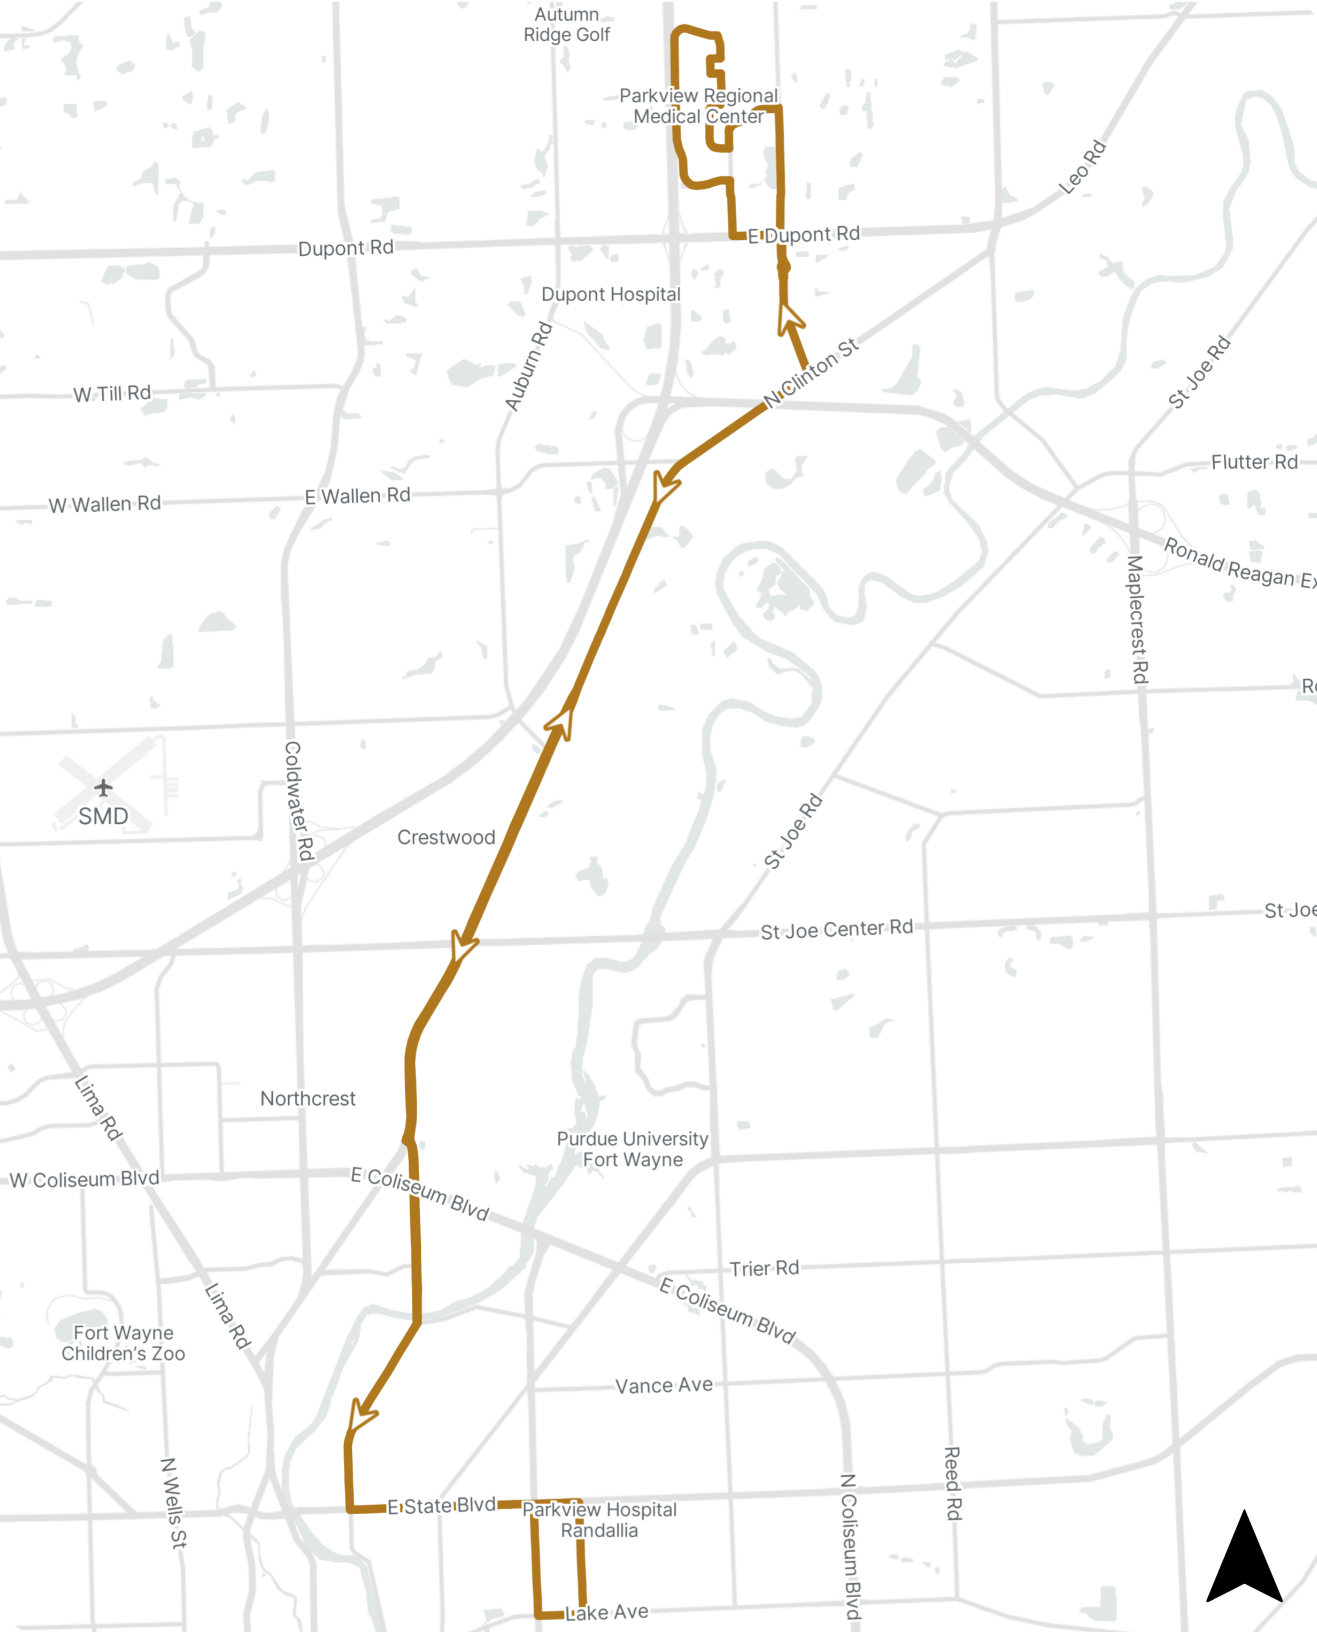 Autumn
Ridge Golf
Parkview Regional
Medical Center
Leo Rd
E Dupont Rd
Dupont Rd
Dupont Hospital
Auburn Rd
N Clinton St
St Joe Rd
W Till Rd
Flutter Rd
W Wallen Rd
E Wallen Rd
Ronald Reagan Ex
Maplecrest Rd
Ro
Coldwater Rd
SMD
Crestwood
St Joe Rd
St Joe Center Rd
St Joe
Lima Rd
Northcrest
Purdue University
Fort Wayne
W Coliseum Blvd
E Coliseum Blvd
Trier Rd
E Coliseum Blvd
Lima Rd
Fort Wayne
Children's Zoo
Vance Ave
N Wells St
Reed Rd
N Coliseum Blvd
E State Blvd
Parkview Hospital
Randallia
Lake Ave